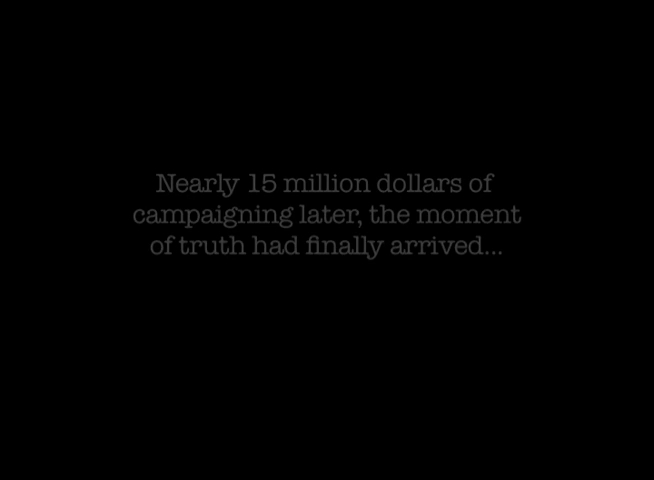 Nearly 15 million dollars of
campaigning later, the moment
of truth had finally arrived...